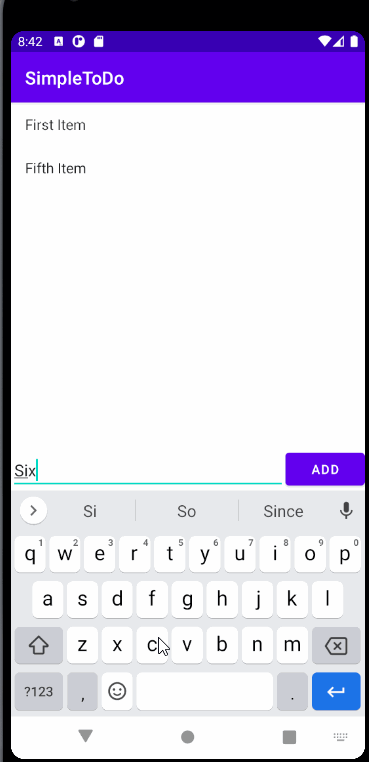 8:42 A
SimpleToDo
First Item
Fifth Item
Six ADD
Si So Since
q1 w2 e3 r4 t5 y6 u7 i8 o9 p0
a s d f g h j k l
z x c v b n m
?123 , .